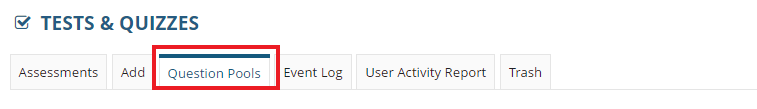 TESTS & QUIZZES
Assessments Add Question Pools Event Log User Activity Report Trash